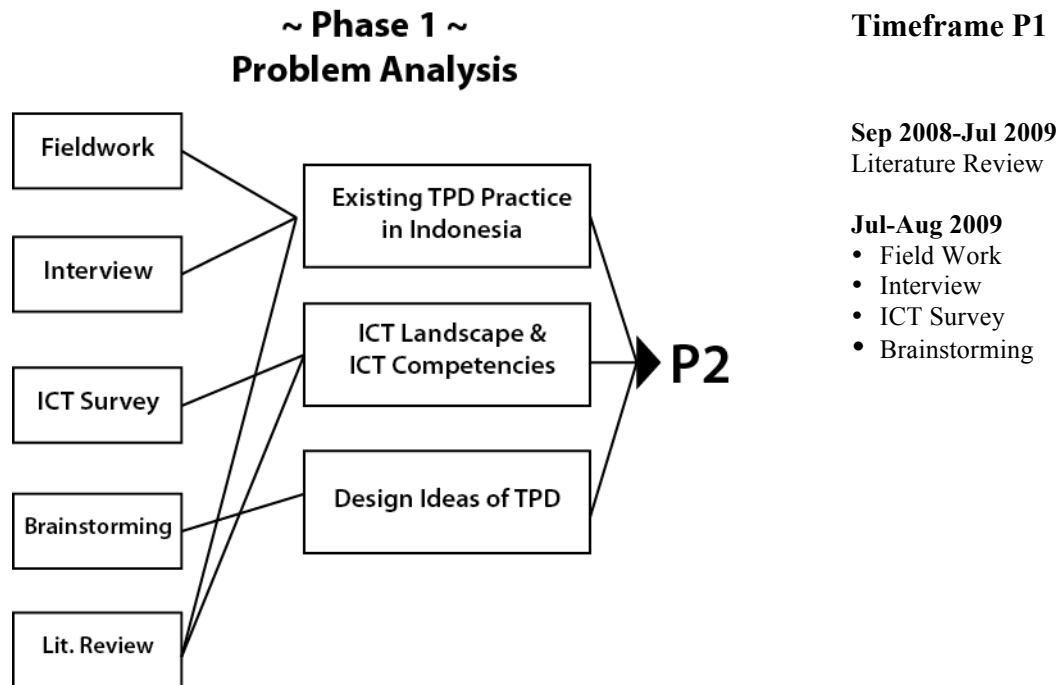 ~ Phase 1 ~
Problem Analysis
Fieldwork
Interview
ICT Survey
Brainstorming
Lit. Review
Existing TPD Practice
in Indonesia
ICT Landscape &
ICT Competencies
Design Ideas of TPD
P2
Timeframe P1
Sep 2008-Jul 2009
Literature Review
Jul-Aug 2009
• Field Work
• Interview
• ICT Survey
• Brainstorming